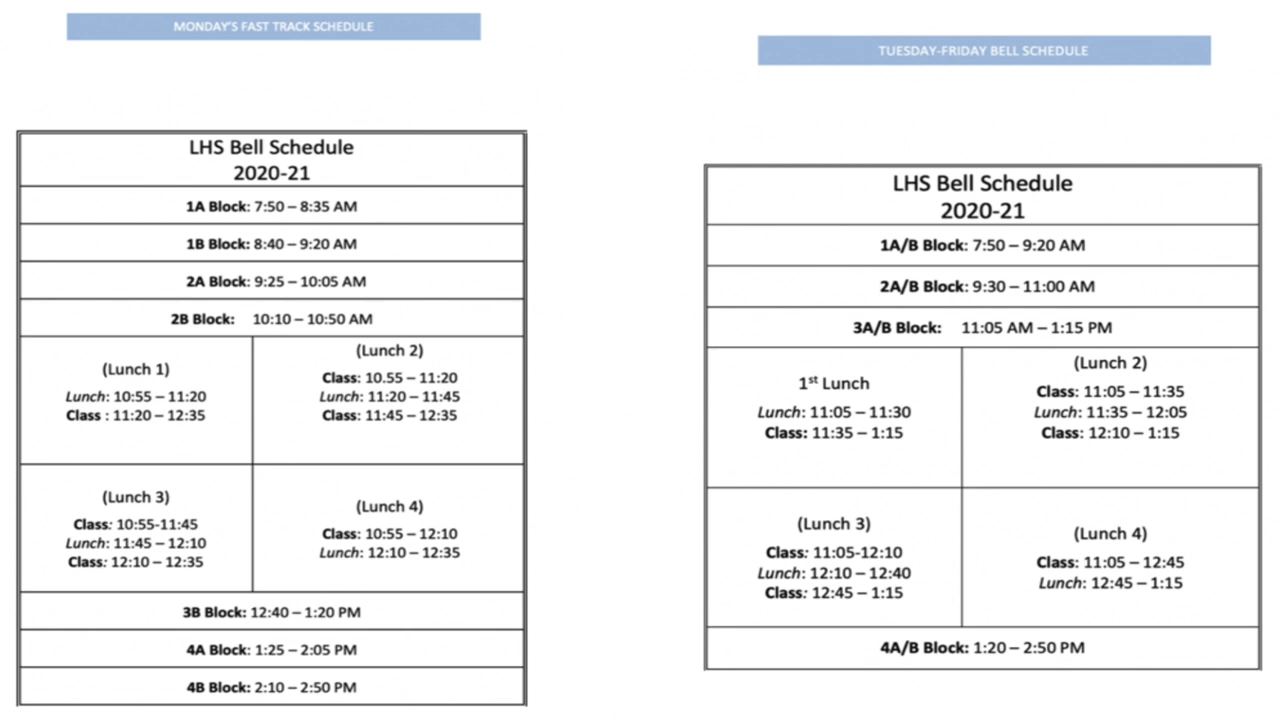 MONDAY'S FAST TRACK SCHEDULE
LHS Bell Schedule
2020-21
1A Block: 7:50 – 8:35 AM
1B Block: 8:40 – 9:20 AM
2A Block: 9:25 – 10:05 AM
2B Block: 10:10 – 10:50 AM
(Lunch 1)
Lunch: 10:55 – 11:20
Class : 11:20 – 12:35
(Lunch 2)
Class: 10.55 – 11:20
Lunch: 11:20 – 11:45
Class: 11:45 – 12:35
(Lunch 3)
Class: 10:55-11:45
Lunch: 11:45 – 12:10
Class: 12:10 – 12:35
(Lunch 4)
Class: 10:55 – 12:10
Lunch: 12:10 – 12:35
3B Block: 12:40 – 1:20 PM
4A Block: 1:25 – 2:05 PM
4B Block: 2:10 – 2:50 PM
TUESDAY-FRIDAY BELL SCHEDULE
LHS Bell Schedule
2020-21
1A/B Block: 7:50 – 9:20 AM
2A/B Block: 9:30 – 11:00 AM
3A/B Block: 11:05 AM – 1:15 PM
1st Lunch
Lunch: 11:05 – 11:30
Class: 11:35 – 1:15
(Lunch 2)
Class: 11:05 – 11:35
Lunch: 11:35 – 12:05
Class: 12:10 – 1:15
(Lunch 3)
Class: 11:05-12:10
Lunch: 12:10 – 12:40
Class: 12:45 – 1:15
(Lunch 4)
Class: 11:05 – 12:45
Lunch: 12:45 – 1:15
4A/B Block: 1:20 – 2:50 PM